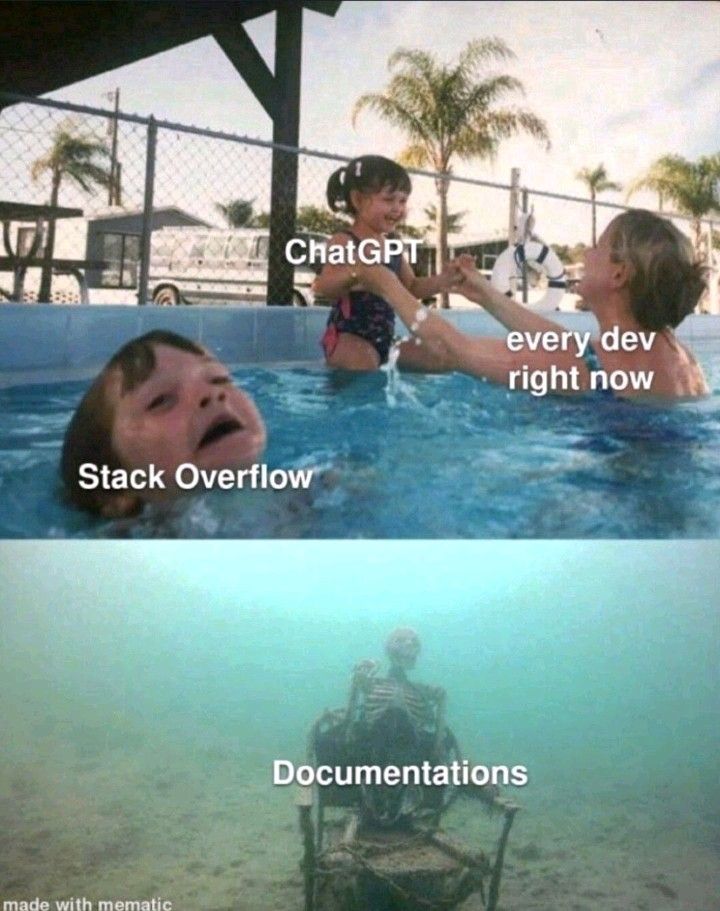 ChatGPT
every dev
right now
Stack Overflow
Documentations
made with mematic